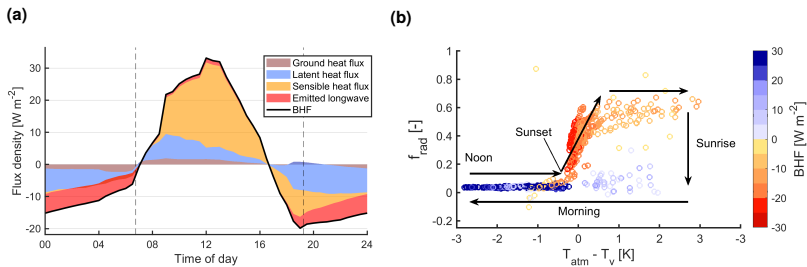 (a)
Flux density [W m⁻²]
30
20
10
0
-10
-20
00
04
08
12
16
20
24
Time of day
Ground heat flux
Latent heat flux
Sensible heat flux
Emitted longwave
BHF
(b)
f_rad [-]
1
0.8
0.6
0.4
0.2
0
-0.2
-3
-2
-1
0
1
2
3
-3
T_atm - T_v [K]
Noon
Sunset
Sunrise
Morning
30
20
10
0
-10
-20
-30
BHF [W m⁻²]